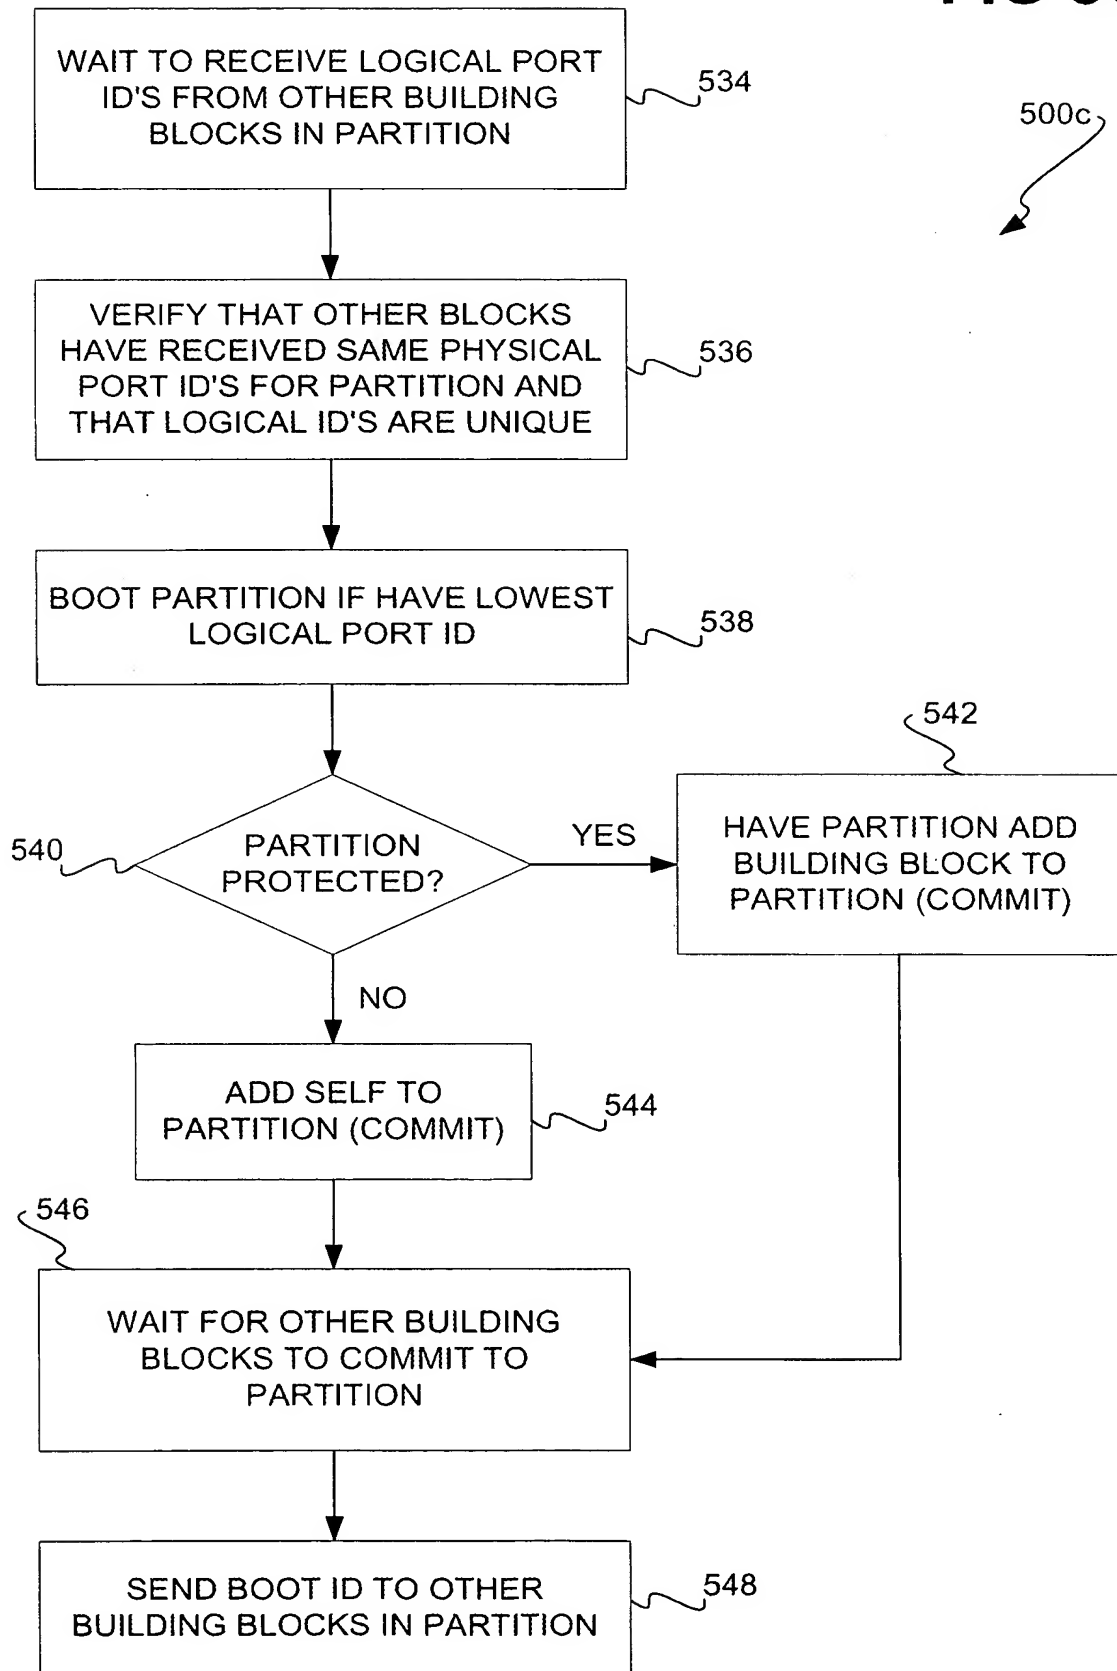 WAIT TO RECEIVE LOGICAL PORT
ID'S FROM OTHER BUILDING
BLOCKS IN PARTITION
534
500c
VERIFY THAT OTHER BLOCKS
HAVE RECEIVED SAME PHYSICAL
PORT ID'S FOR PARTITION AND
THAT LOGICAL ID'S ARE UNIQUE
536
BOOT PARTITION IF HAVE LOWEST
LOGICAL PORT ID
538
540
PARTITION
PROTECTED?
YES
542
HAVE PARTITION ADD
BUILDING BLOCK TO
PARTITION (COMMIT)
NO
ADD SELF TO
PARTITION (COMMIT)
544
546
WAIT FOR OTHER BUILDING
BLOCKS TO COMMIT TO
PARTITION
SEND BOOT ID TO OTHER
BUILDING BLOCKS IN PARTITION
548